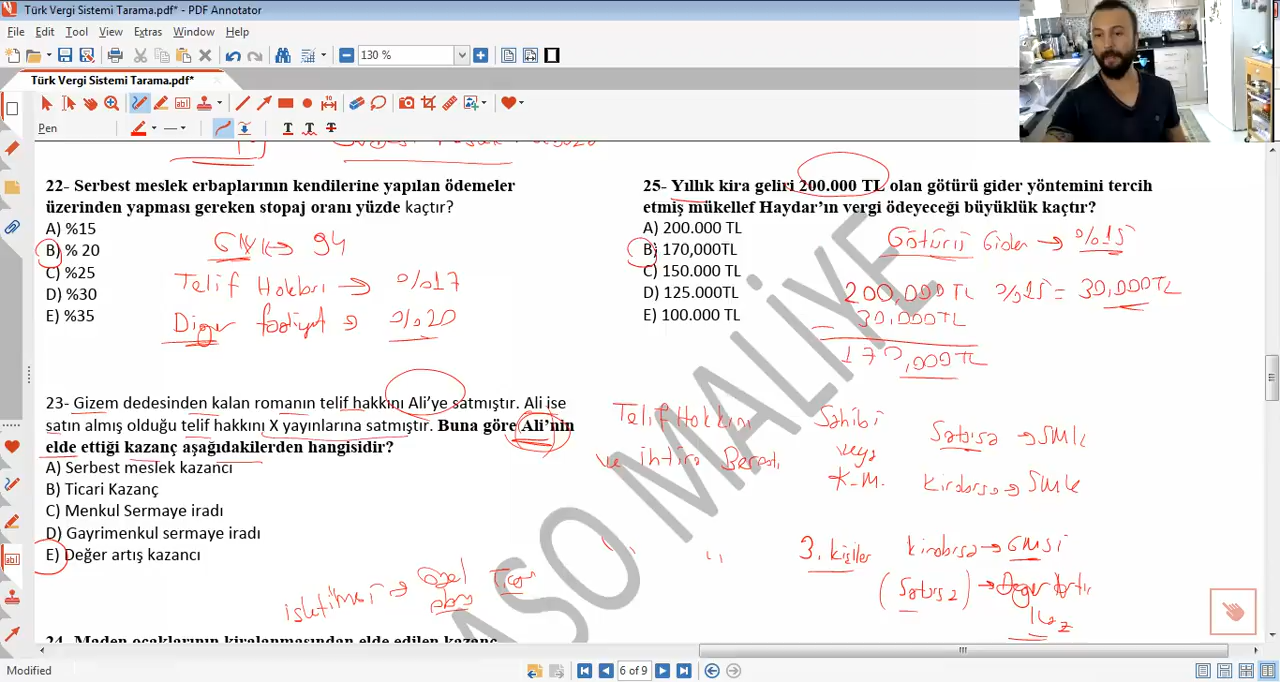 Türk Vergi Sistemi Tarama.pdf* - PDF Annotator
File Edit Tool View Extras Window Help
130 %
Türk Vergi Sistemi Tarama.pdf*
Pen
22- Serbest meslek erbaplarının kendilerine yapılan ödemeler
üzerinden yapması gereken stopaj oranı yüzde kaçtır?
A) %15
B) % 20
C) %25
D) %30
E) %35
GVK → 94
Telif Hakları → %17
Diğer faaliyet → %20
23- Gizem dedesinden kalan romanın telif hakkını Ali'ye satmıştır. Ali ise
satın almış olduğu telif hakkını X yayınlarına satmıştır. Buna göre Ali'nin
elde ettiği kazanç aşağıdakilerden hangisidir?
A) Serbest meslek kazancı
B) Ticari Kazanç
C) Menkul Sermaye iradı
D) Gayrimenkul sermaye iradı
E) Değer artış kazancı
işletilmesi → özel
24- Maden ocaklarının kiralanmasından elde edilen kazanç
25- Yıllık kira geliri 200.000 TL olan götürü gider yöntemini tercih
etmiş mükellef Haydar'ın vergi ödeyeceği büyüklük kaçtır?
A) 200.000 TL
B) 170,000TL
C) 150.000 TL
D) 125.000TL
E) 100.000 TL
Götürü Gider → %15
200,000TL %15 = 30,000TL
- 30,000TL
170,000TL
Telif Hakkını Sahibi
ve ihtira Beratı veya
K.M.
Satarsa → SMK
Kiralarsa → SMK
3. kişiler kiralarsa → GMSİ
(Satarsa) → Değer Artış
Kaz
ASO MALİYE
6 of 9
Modified